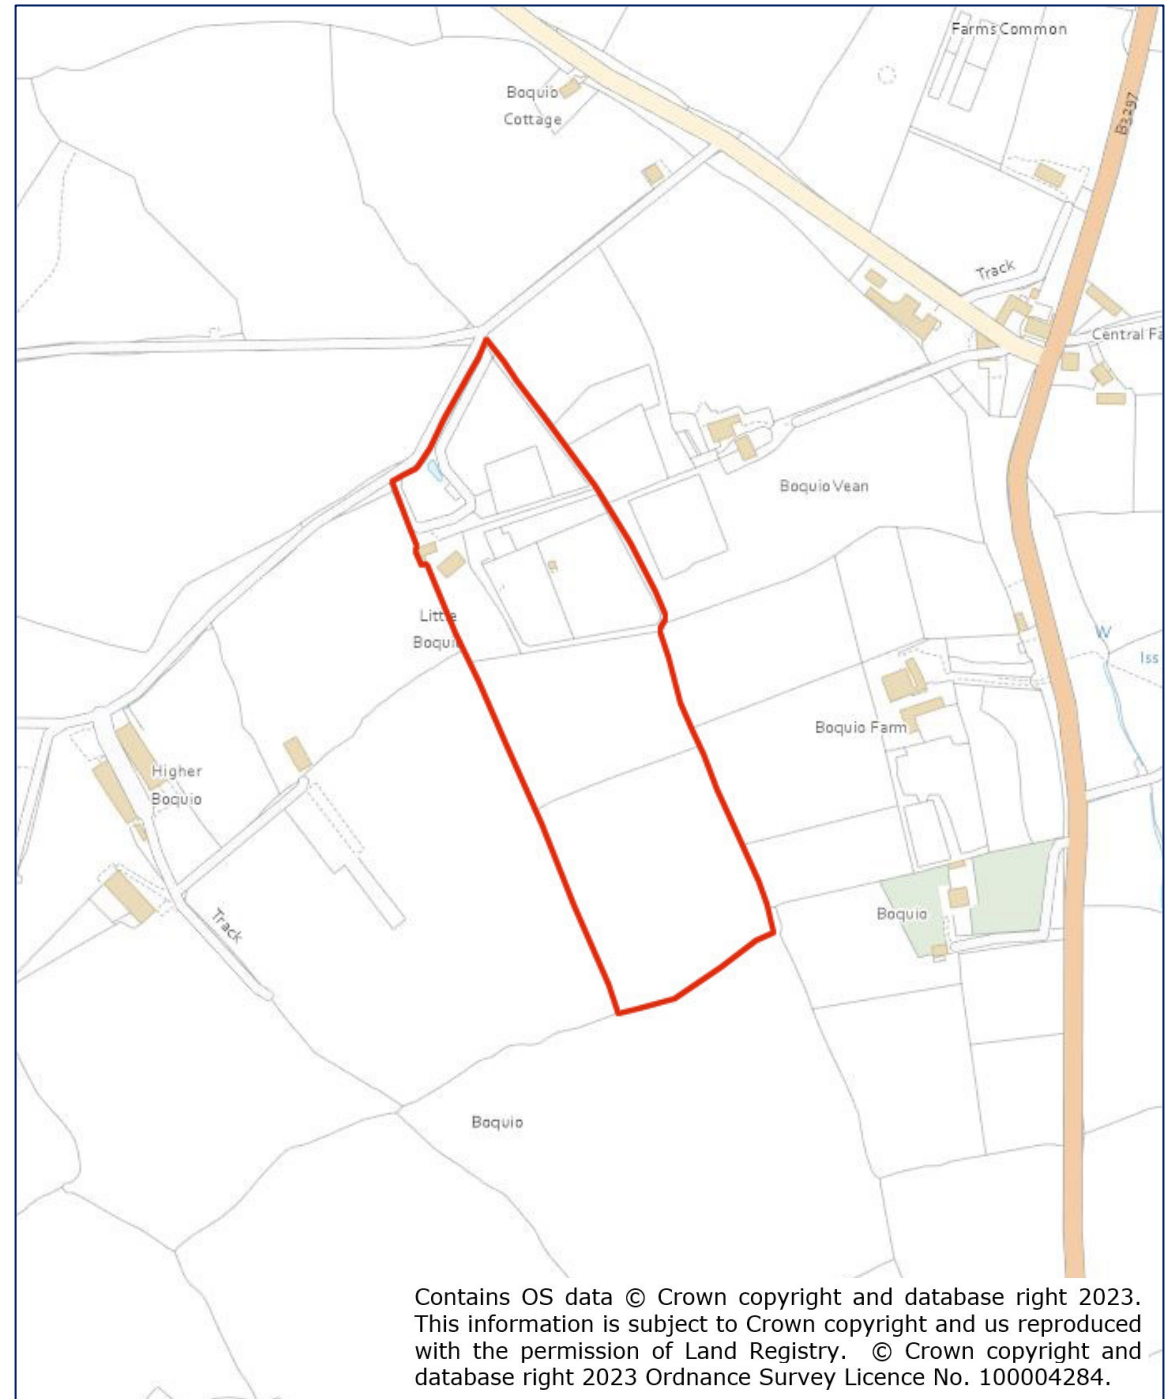 Farms Common
Boquio
Cottage
B3297
Track
Central Fa
Boquio Vean
Little
Boquio
W
Iss
Boquio Farm
Higher
Boquio
Boquio
Track
Boquio
Contains OS data © Crown copyright and database right 2023.
This information is subject to Crown copyright and us reproduced
with the permission of Land Registry. © Crown copyright and
database right 2023 Ordnance Survey Licence No. 100004284.